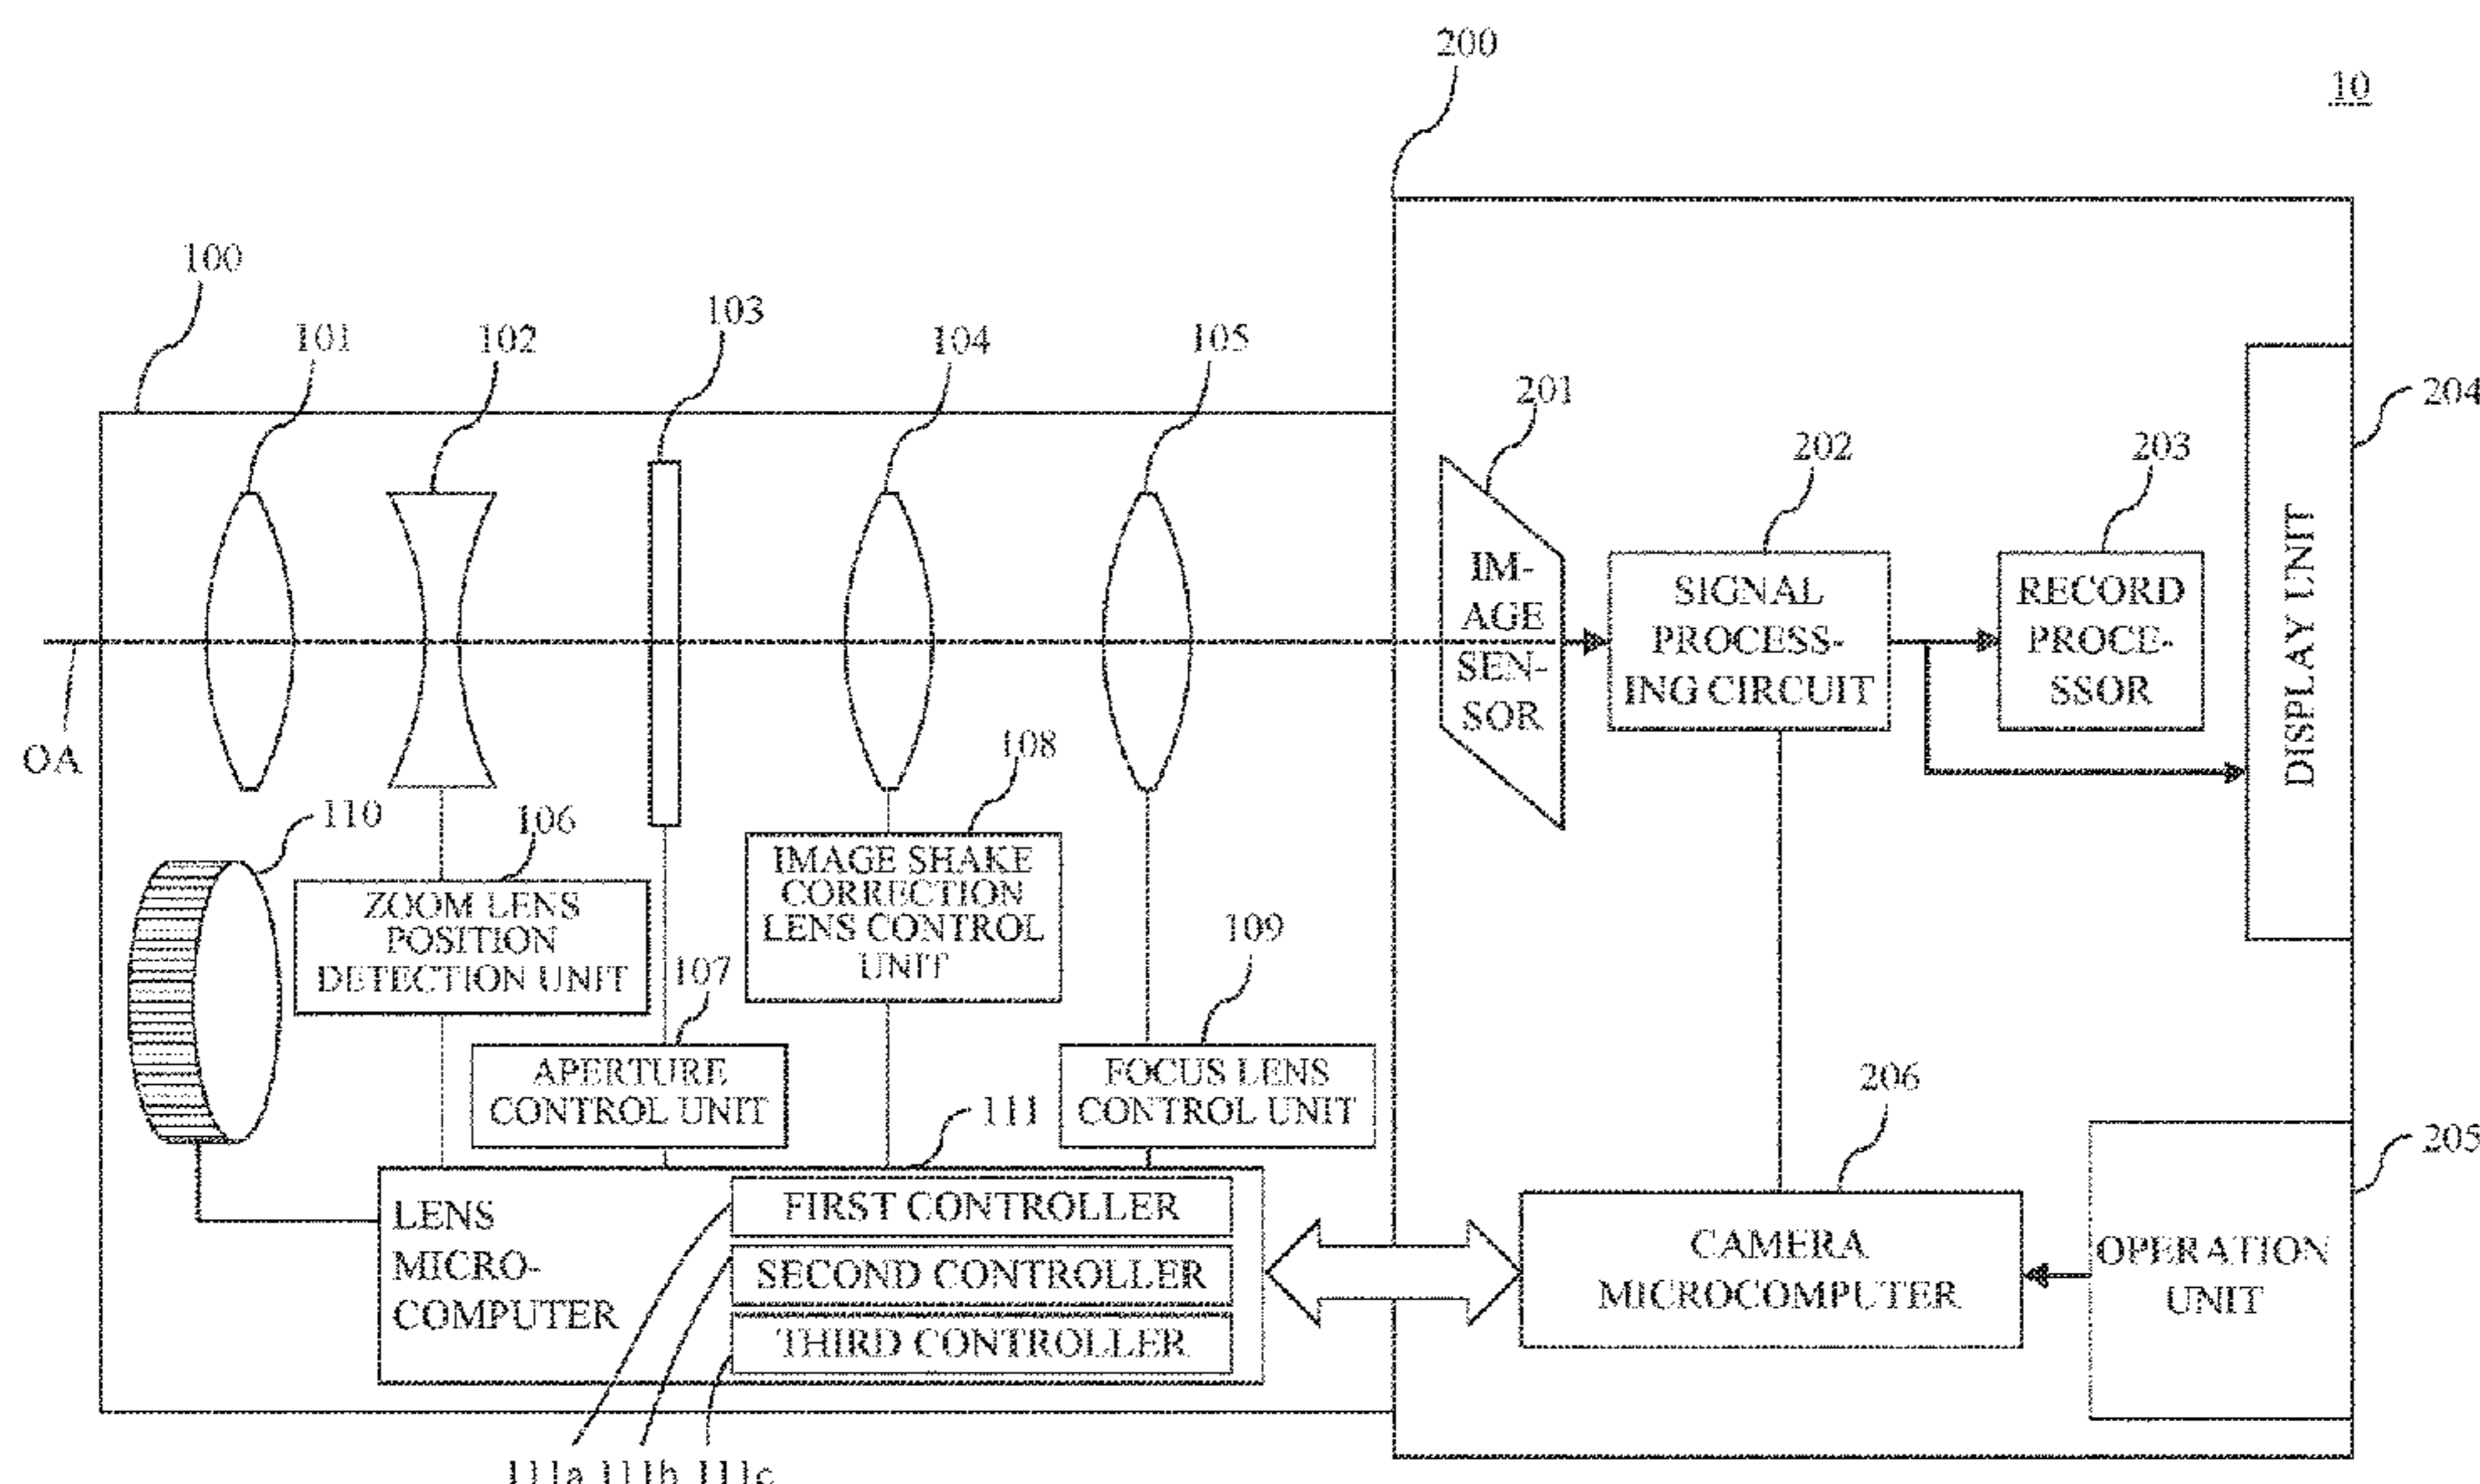 200
10
100
101
102
103
104
105
201
202
203
204
IM-
AGE
SEN-
SOR
SIGNAL
PROCESS-
ING CIRCUIT
RECORD
PROCE-
SSOR
DISPLAY UNIT
OA
110
106
ZOOM LENS
POSITION
DETECTION UNIT
107
APERTURE
CONTROL UNIT
108
IMAGE SHAKE
CORRECTION
LENS CONTROL
UNIT
109
FOCUS LENS
CONTROL UNIT
111
LENS
MICRO-
COMPUTER
FIRST CONTROLLER
SECOND CONTROLLER
THIRD CONTROLLER
111a 111b 111c
206
CAMERA
MICROCOMPUTER
205
OPERATION
UNIT